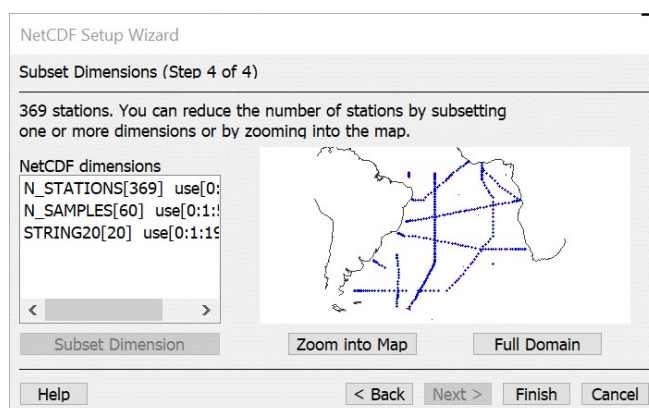 NetCDF Setup Wizard
Subset Dimensions (Step 4 of 4)
369 stations. You can reduce the number of stations by subsetting
one or more dimensions or by zooming into the map.
NetCDF dimensions
N_STATIONS[369] use[0:
N_SAMPLES[60] use[0:1:
STRING20[20] use[0:1:19
Subset Dimension
Zoom into Map
Full Domain
Help
< Back
Next >
Finish
Cancel